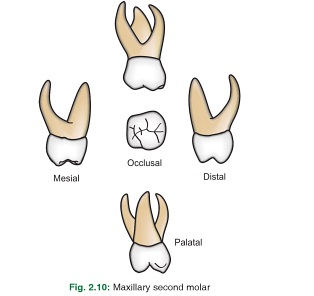 Occlusal
Mesial
Distal
Palatal
Fig. 2.10: Maxillary second molar